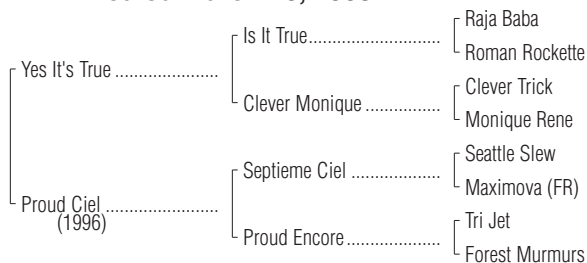 Raja Baba
Is It True
Roman Rockette
Yes It's True
Clever Trick
Clever Monique
Monique Rene
Seattle Slew
Septieme Ciel
Maximova (FR)
Proud Ciel
(1996)
Tri Jet
Proud Encore
Forest Murmurs